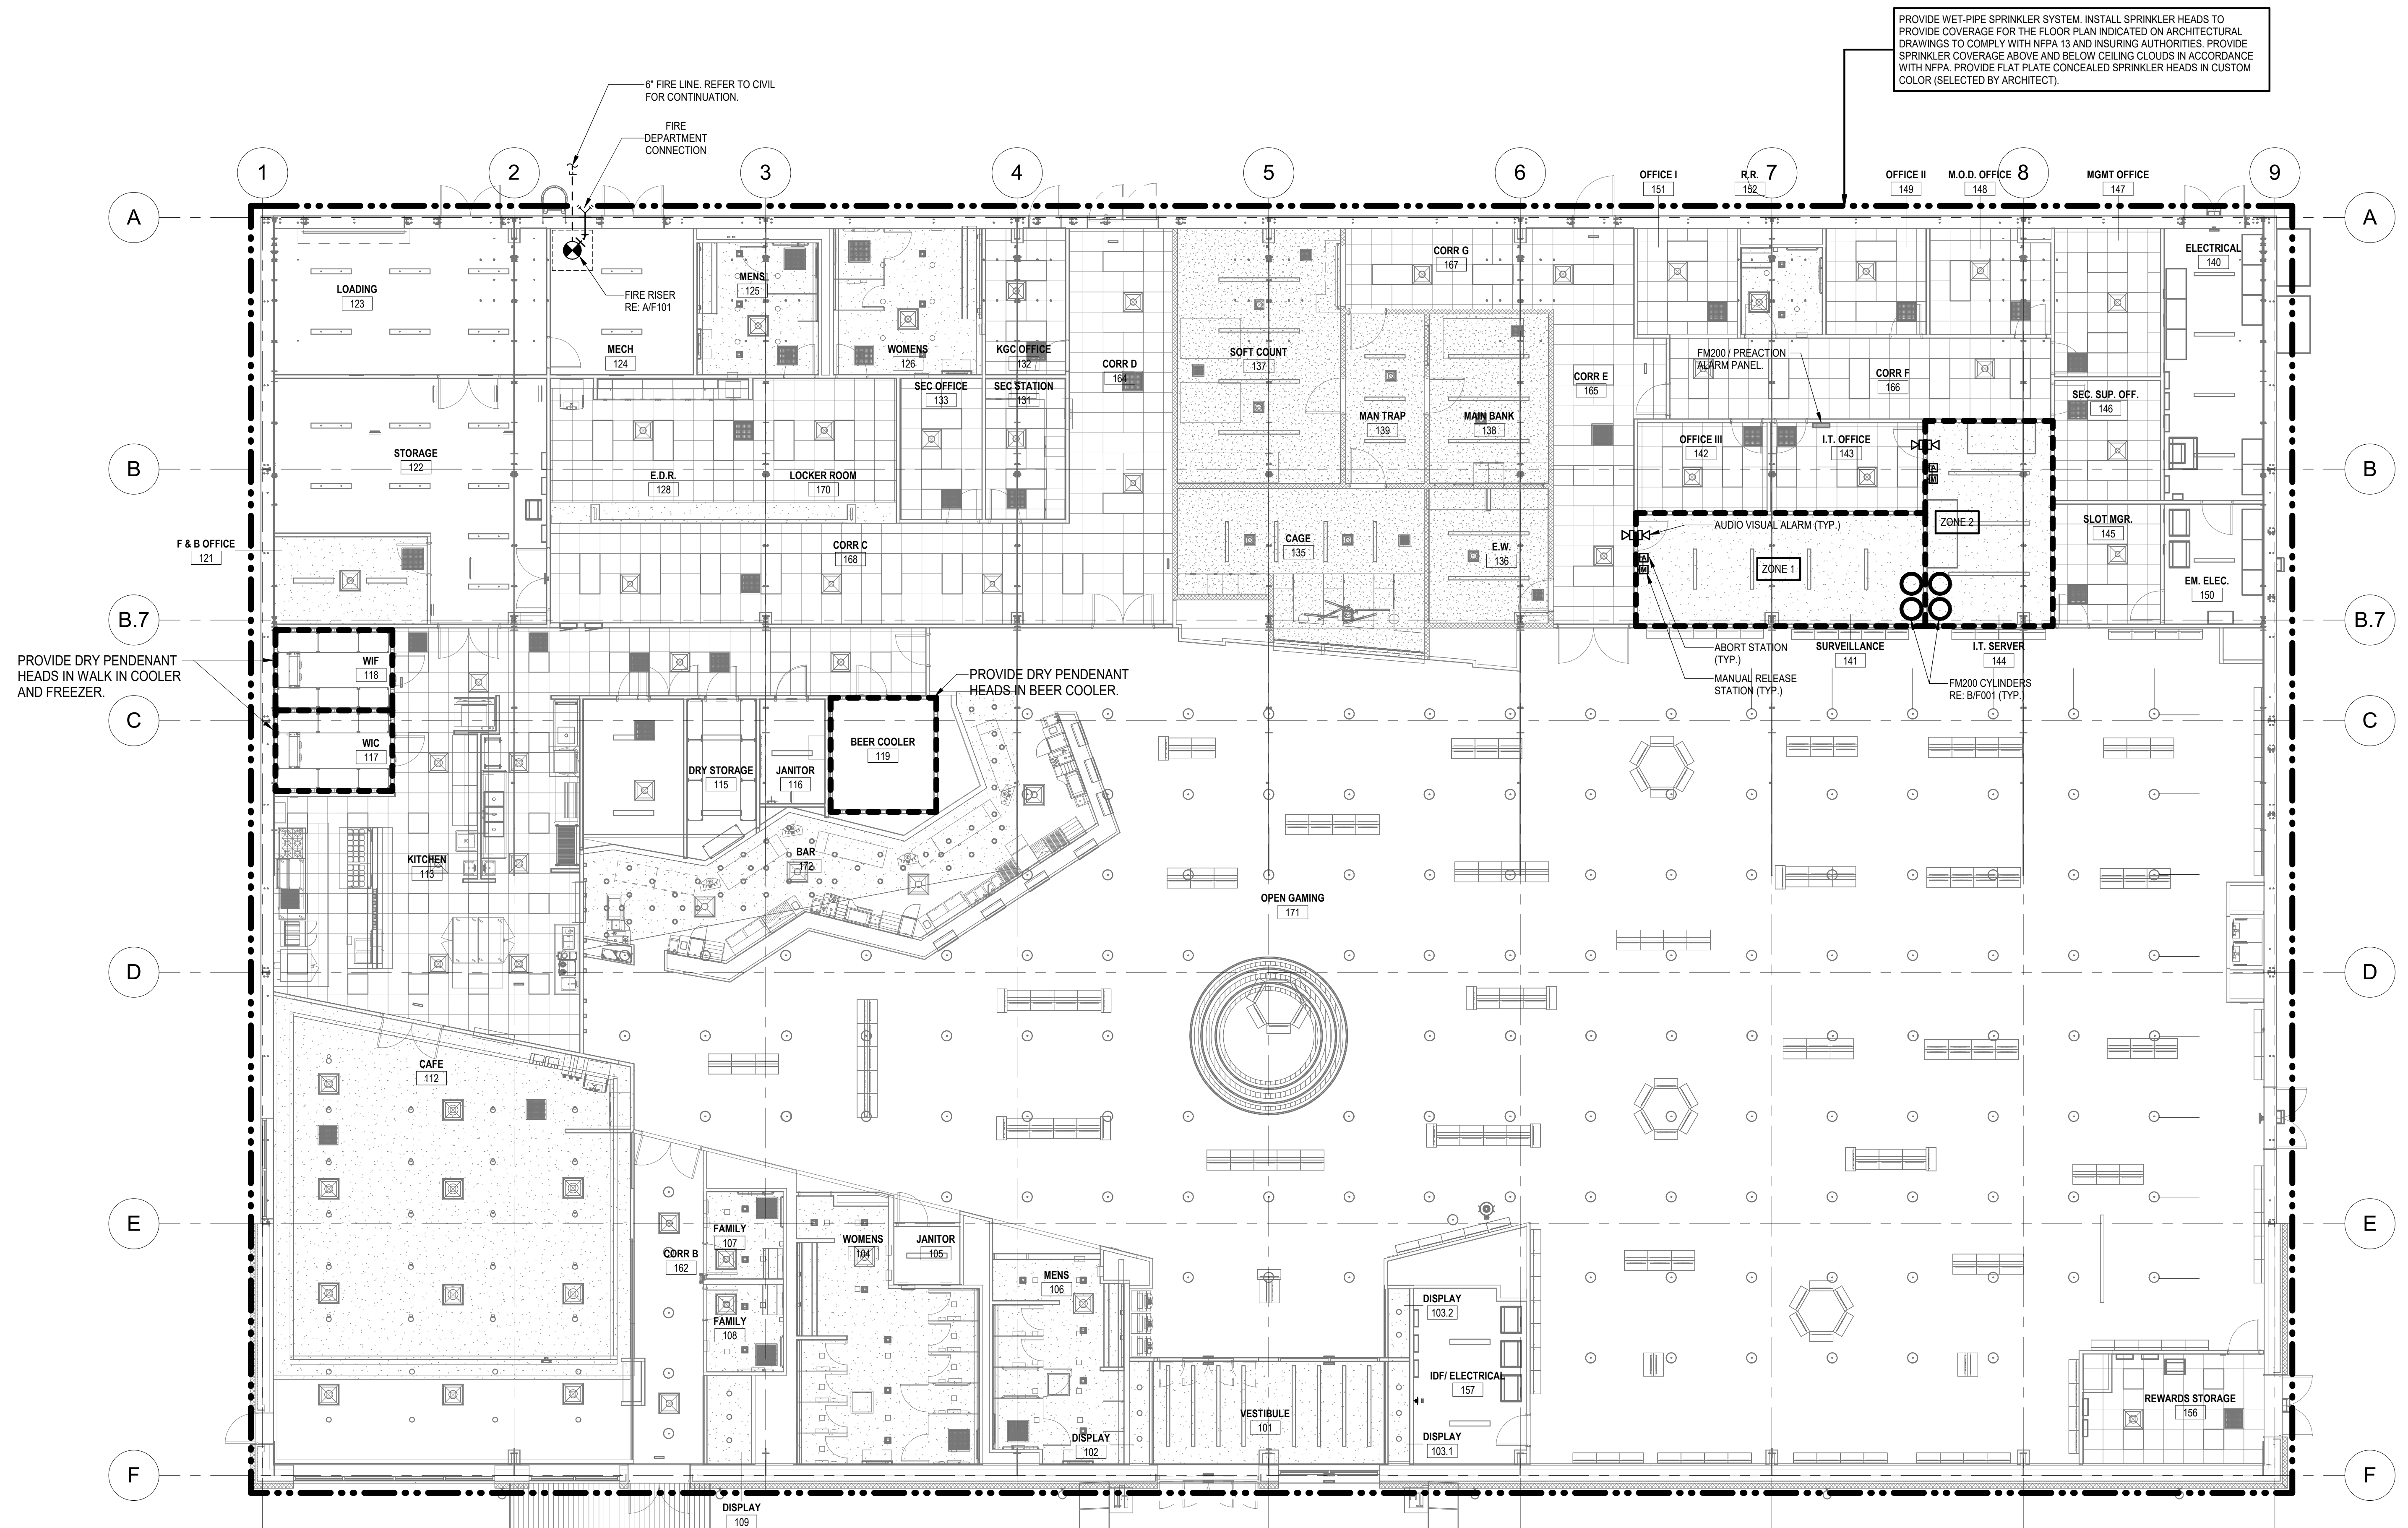 PROVIDE WET-PIPE SPRINKLER SYSTEM. INSTALL SPRINKLER HEADS TO
PROVIDE COVERAGE FOR THE FLOOR PLAN INDICATED ON ARCHITECTURAL
DRAWINGS TO COMPLY WITH NFPA 13 AND INSURING AUTHORITIES. PROVIDE
SPRINKLER COVERAGE ABOVE AND BELOW CEILING CLOUDS IN ACCORDANCE
WITH NFPA. PROVIDE FLAT PLATE CONCEALED SPRINKLER HEADS IN CUSTOM
COLOR (SELECTED BY ARCHITECT).
6" FIRE LINE. REFER TO CIVIL
FOR CONTINUATION.
FIRE
DEPARTMENT
CONNECTION
F
1
2
3
4
5
6
7
8
9
OFFICE I
151
R.R.
152
OFFICE II
149
M.O.D. OFFICE
148
MGMT OFFICE
147
A
A
LOADING
123
FIRE RISER
RE: A/F101
MECH
124
MENS
125
WOMENS
126
KGC OFFICE
132
CORR D
164
SOFT COUNT
137
CORR G
167
ELECTRICAL
140
SEC OFFICE
133
SEC STATION
131
MAN TRAP
139
MAIN BANK
138
CORR E
165
FM200 / PREACTION
ALARM PANEL.
CORR F
166
SEC. SUP. OFF.
146
B
B
STORAGE
122
E.D.R.
128
LOCKER ROOM
170
OFFICE III
142
I.T. OFFICE
143
A
M
F & B OFFICE
121
CORR C
168
CAGE
135
E.W.
136
AUDIO VISUAL ALARM (TYP.)
ZONE 2
SLOT MGR.
145
A
M
ZONE 1
EM. ELEC.
150
B.7
B.7
PROVIDE DRY PENDENANT
HEADS IN WALK IN COOLER
AND FREEZER.
WIF
118
WIC
117
PROVIDE DRY PENDENANT
HEADS IN BEER COOLER.
ABORT STATION
(TYP.)
MANUAL RELEASE
STATION (TYP.)
SURVEILLANCE
141
I.T. SERVER
144
FM200 CYLINDERS
RE: B/F001 (TYP.)
C
C
DRY STORAGE
115
JANITOR
116
BEER COOLER
119
KITCHEN
113
BAR
172
OPEN GAMING
171
D
D
CAFE
112
E
E
FAMILY
107
CORR B
162
WOMENS
104
JANITOR
105
MENS
106
FAMILY
108
DISPLAY
103.2
IDF/ ELECTRICAL
157
VESTIBULE
101
DISPLAY
102
DISPLAY
103.1
REWARDS STORAGE
156
F
F
DISPLAY
109